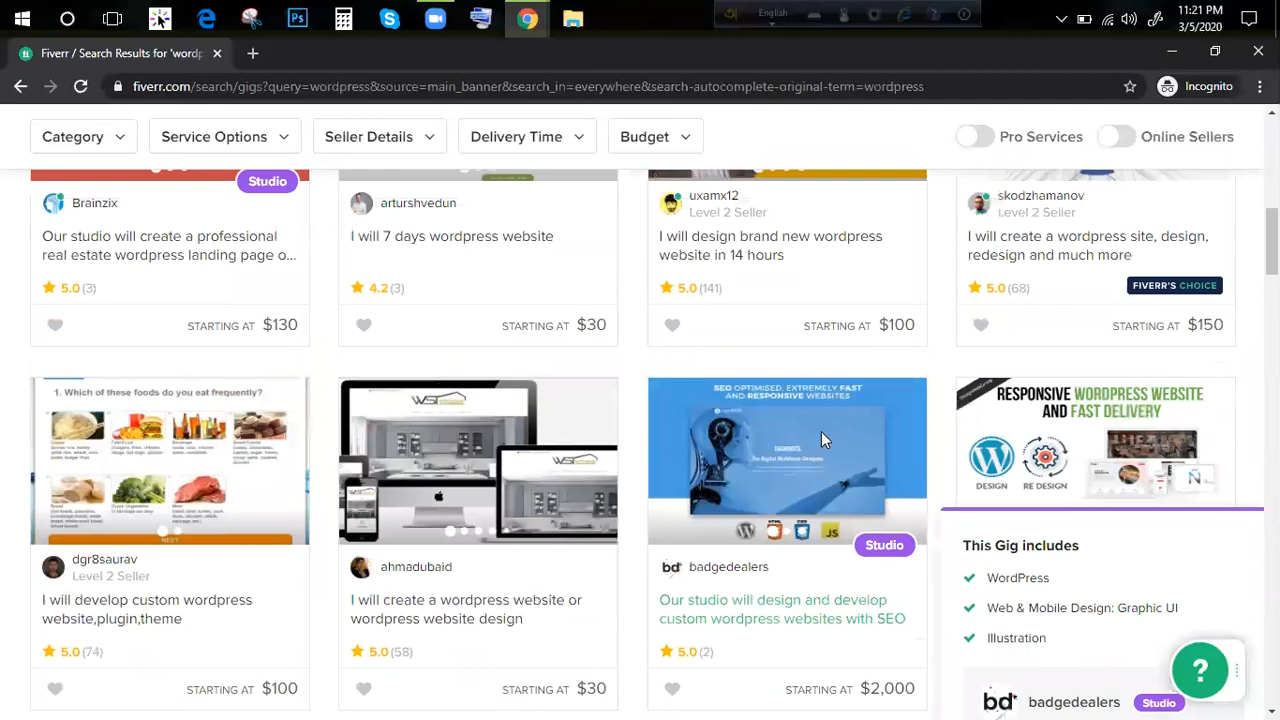 English
11:21 PM
3/5/2020
Fiverr / Search Results for 'wordp
fiverr.com/search/gigs?query=wordpress&source=main_banner&search_in=everywhere&search-autocomplete-original-term=wordpress
Incognito
Category
Service Options
Seller Details
Delivery Time
Budget
Pro Services
Online Sellers
Studio
Brainzix
Our studio will create a professional
real estate wordpress landing page o...
5.0 (3)
STARTING AT $130
arturshvedun
I will 7 days wordpress website
4.2 (3)
STARTING AT $30
uxamx12
Level 2 Seller
I will design brand new wordpress
website in 14 hours
5.0 (141)
STARTING AT $100
skodzhamanov
Level 2 Seller
I will create a wordpress site, design,
redesign and much more
5.0 (68)
FIVERR'S CHOICE
STARTING AT $150
1. Which of these foods do you eat frequently?
NEXT
dgr8saurav
Level 2 Seller
I will develop custom wordpress
website,plugin,theme
5.0 (74)
STARTING AT $100
ahmadubaid
I will create a wordpress website or
wordpress website design
5.0 (58)
STARTING AT $30
SEO OPTIMISED, EXTREMELY FAST
AND RESPONSIVE WEBSITES
Studio
bd
badgedealers
Our studio will design and develop
custom wordpress websites with SEO
5.0 (2)
STARTING AT $2,000
RESPONSIVE WORDPRESS WEBSITE
AND FAST DELIVERY
DESIGN
RE DESIGN
This Gig includes
WordPress
Web & Mobile Design: Graphic UI
Illustration
bd
badgedealers
Studio
?